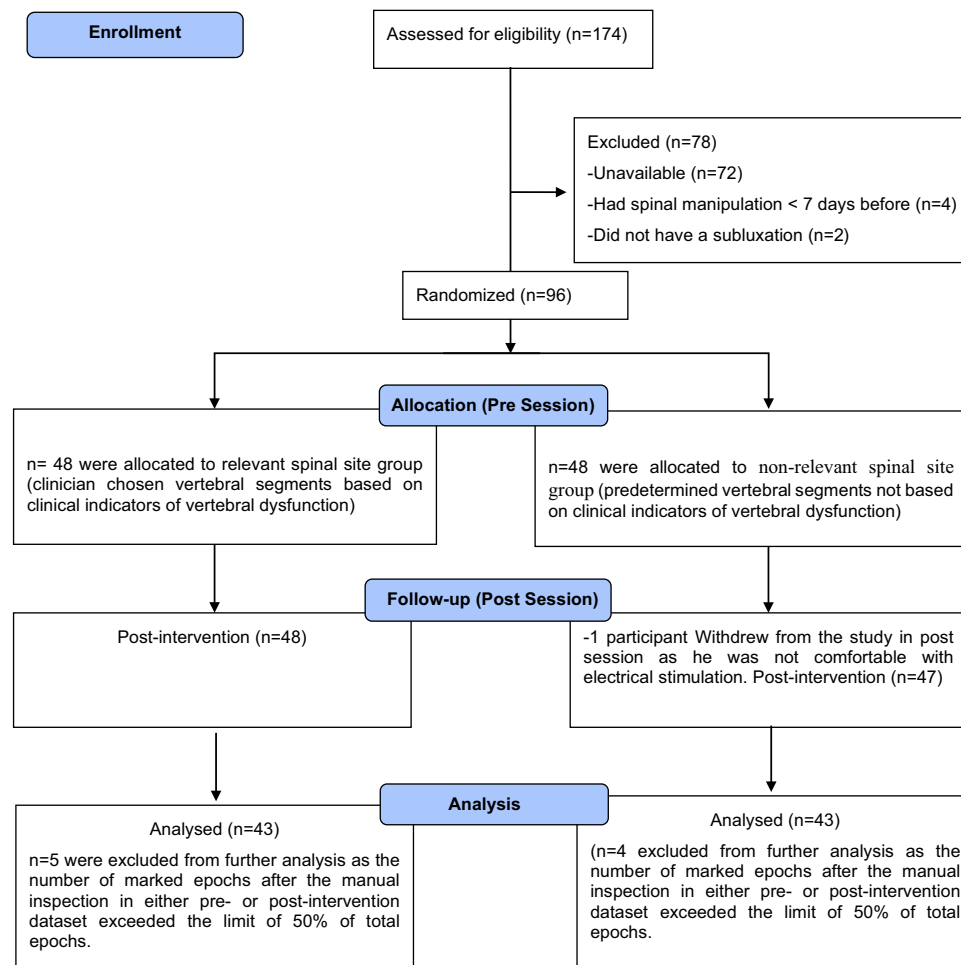 Enrollment
Assessed for eligibility (n=174)
Excluded (n=78)
-Unavailable (n=72)
-Had spinal manipulation < 7 days before (n=4)
-Did not have a subluxation (n=2)
Randomized (n=96)
Allocation (Pre Session)
n= 48 were allocated to relevant spinal site group
(clinician chosen vertebral segments based on
clinical indicators of vertebral dysfunction)
n=48 were allocated to non-relevant spinal site
group (predetermined vertebral segments not based
on clinical indicators of vertebral dysfunction)
Follow-up (Post Session)
Post-intervention (n=48)
-1 participant Withdrew from the study in post
session as he was not comfortable with
electrical stimulation. Post-intervention (n=47)
Analysis
Analysed (n=43)
n=5 were excluded from further analysis as the
number of marked epochs after the manual
inspection in either pre- or post-intervention
dataset exceeded the limit of 50% of total
epochs.
Analysed (n=43)
(n=4 excluded from further analysis as the
number of marked epochs after the manual
inspection in either pre- or post-intervention
dataset exceeded the limit of 50% of total
epochs.